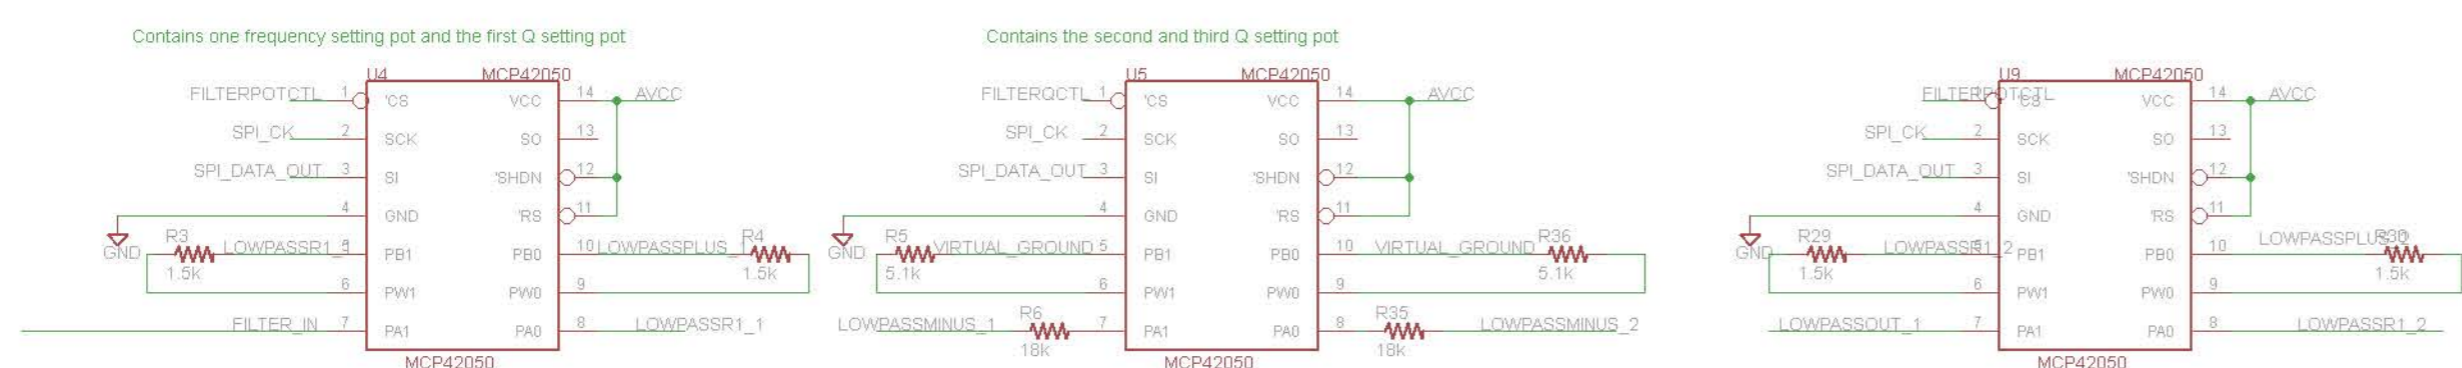 Contains one frequency setting pot and the first Q setting pot
U4 MCP42050
FILTERPOTCTL 1 'CS VCC 14 AVCC
SPI_CK 2 SCK SO 13
SPI_DATA_OUT 3 SI 'SHDN 12
4 GND 'RS 11
GND R3 LOWPASSR1_ PB1 PB0 10 LOWPASSPLUS_ R4
1.5k 1.5k
6 PW1 PW0 9
FILTER_IN 7 PA1 PA0 8 LOWPASSR1_1
MCP42050
Contains the second and third Q setting pot
U5 MCP42050
FILTERQCTL 1 'CS VCC 14 AVCC
SPI_CK 2 SCK SO 13
SPI_DATA_OUT 3 SI 'SHDN 12
4 GND 'RS 11
GND R5 VIRTUAL_GROUND 5 PB1 PB0 10 VIRTUAL_GROUND R36
5.1k 5.1k
6 PW1 PW0 9
LOWPASSMINUS_1 R6 7 PA1 PA0 8 R35 LOWPASSMINUS_2
18k 18k
MCP42050
U9 MCP42050
FILTERPOTCTL 'CS VCC 14 AVCC
SPI_CK 2 SCK SO 13
SPI_DATA_OUT 3 SI 'SHDN 12
4 GND 'RS 11
GND R29 LOWPASSR1_2 PB1 PB0 10 LOWPASSPLUS_2 R30
1.5k 1.5k
6 PW1 PW0 9
LOWPASSOUT_1 7 PA1 PA0 8 LOWPASSR1_2
MCP42050